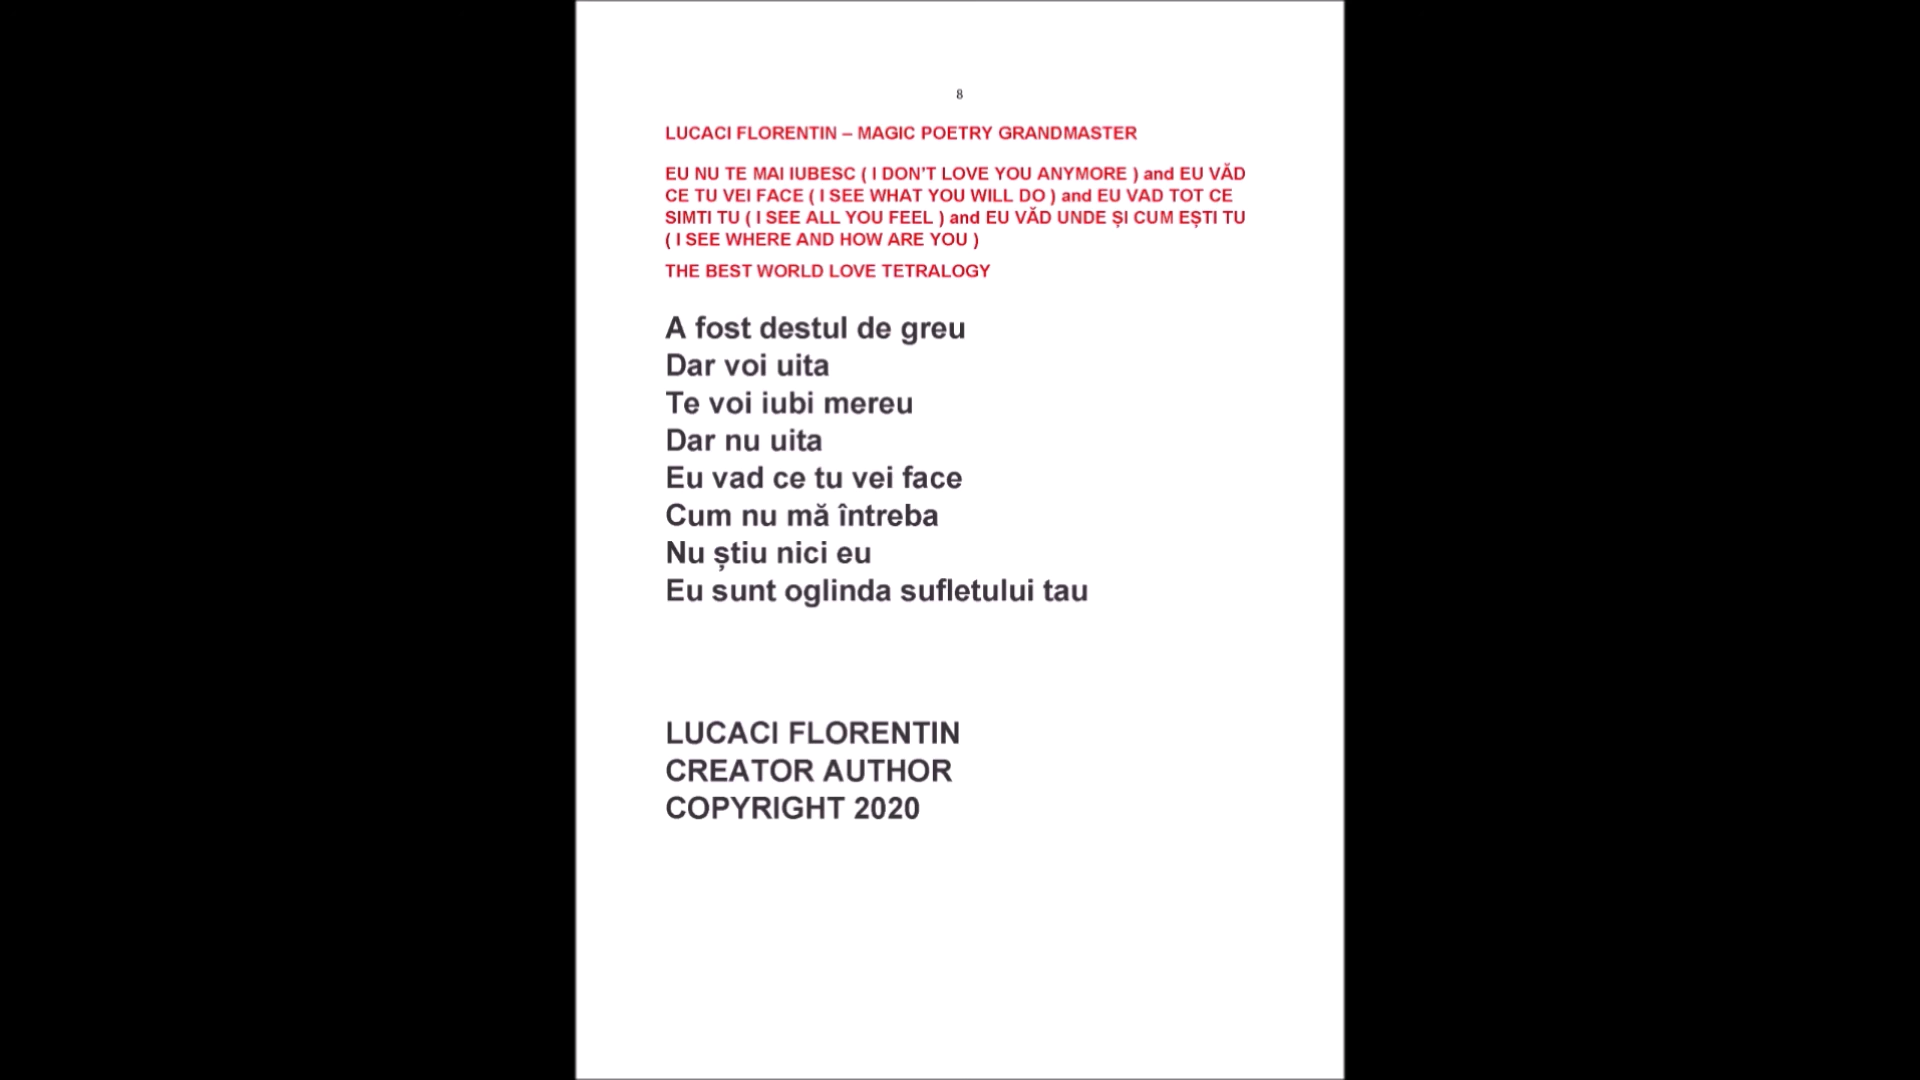 8
LUCACI FLORENTIN – MAGIC POETRY GRANDMASTER
EU NU TE MAI IUBESC ( I DON'T LOVE YOU ANYMORE ) and EU VĂD
CE TU VEI FACE ( I SEE WHAT YOU WILL DO ) and EU VAD TOT CE
SIMTI TU ( I SEE ALL YOU FEEL ) and EU VĂD UNDE ȘI CUM EȘTI TU
( I SEE WHERE AND HOW ARE YOU )
THE BEST WORLD LOVE TETRALOGY
A fost destul de greu
Dar voi uita
Te voi iubi mereu
Dar nu uita
Eu vad ce tu vei face
Cum nu mă întreba
Nu știu nici eu
Eu sunt oglinda sufletului tau
LUCACI FLORENTIN
CREATOR AUTHOR
COPYRIGHT 2020